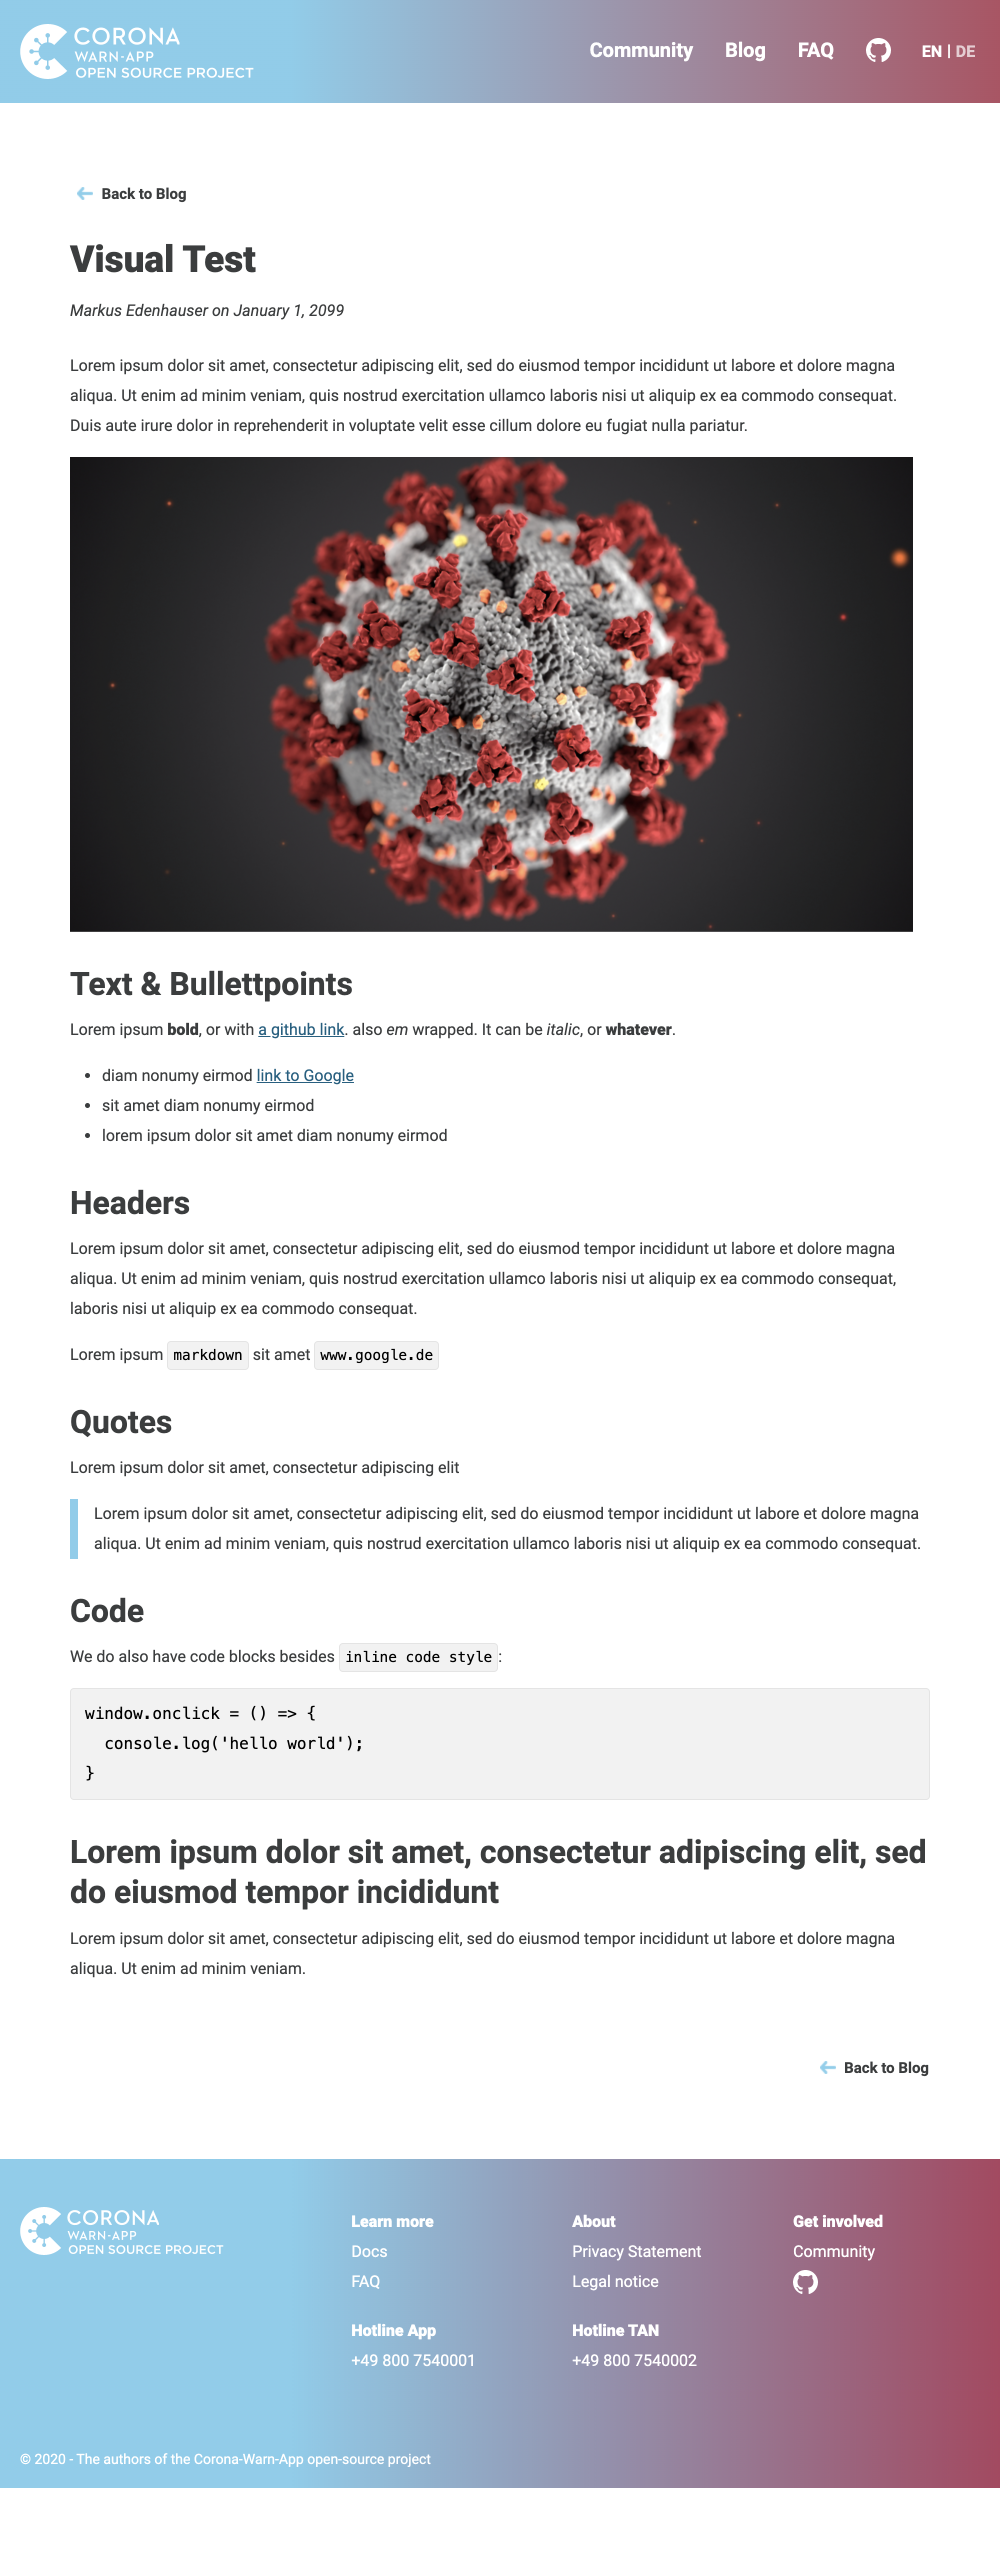 CORONA
WARN-APP
OPEN SOURCE PROJECT
Community Blog FAQ EN | DE
Back to Blog
Visual Test
Markus Edenhauser on January 1, 2099
Lorem ipsum dolor sit amet, consectetur adipiscing elit, sed do eiusmod tempor incididunt ut labore et dolore magna
aliqua. Ut enim ad minim veniam, quis nostrud exercitation ullamco laboris nisi ut aliquip ex ea commodo consequat.
Duis aute irure dolor in reprehenderit in voluptate velit esse cillum dolore eu fugiat nulla pariatur.
Text & Bullettpoints
Lorem ipsum bold, or with a github link. also em wrapped. It can be italic, or whatever.
• diam nonumy eirmod link to Google
• sit amet diam nonumy eirmod
• lorem ipsum dolor sit amet diam nonumy eirmod
Headers
Lorem ipsum dolor sit amet, consectetur adipiscing elit, sed do eiusmod tempor incididunt ut labore et dolore magna
aliqua. Ut enim ad minim veniam, quis nostrud exercitation ullamco laboris nisi ut aliquip ex ea commodo consequat,
laboris nisi ut aliquip ex ea commodo consequat.
Lorem ipsum markdown sit amet www.google.de
Quotes
Lorem ipsum dolor sit amet, consectetur adipiscing elit
Lorem ipsum dolor sit amet, consectetur adipiscing elit, sed do eiusmod tempor incididunt ut labore et dolore magna
aliqua. Ut enim ad minim veniam, quis nostrud exercitation ullamco laboris nisi ut aliquip ex ea commodo consequat.
Code
We do also have code blocks besides inline code style:
window.onclick = () => {
  console.log('hello world');
}
Lorem ipsum dolor sit amet, consectetur adipiscing elit, sed
do eiusmod tempor incididunt
Lorem ipsum dolor sit amet, consectetur adipiscing elit, sed do eiusmod tempor incididunt ut labore et dolore magna
aliqua. Ut enim ad minim veniam.
Back to Blog
CORONA
WARN-APP
OPEN SOURCE PROJECT
Learn more
Docs
FAQ
About
Privacy Statement
Legal notice
Get involved
Community
Hotline App
+49 800 7540001
Hotline TAN
+49 800 7540002
© 2020 - The authors of the Corona-Warn-App open-source project